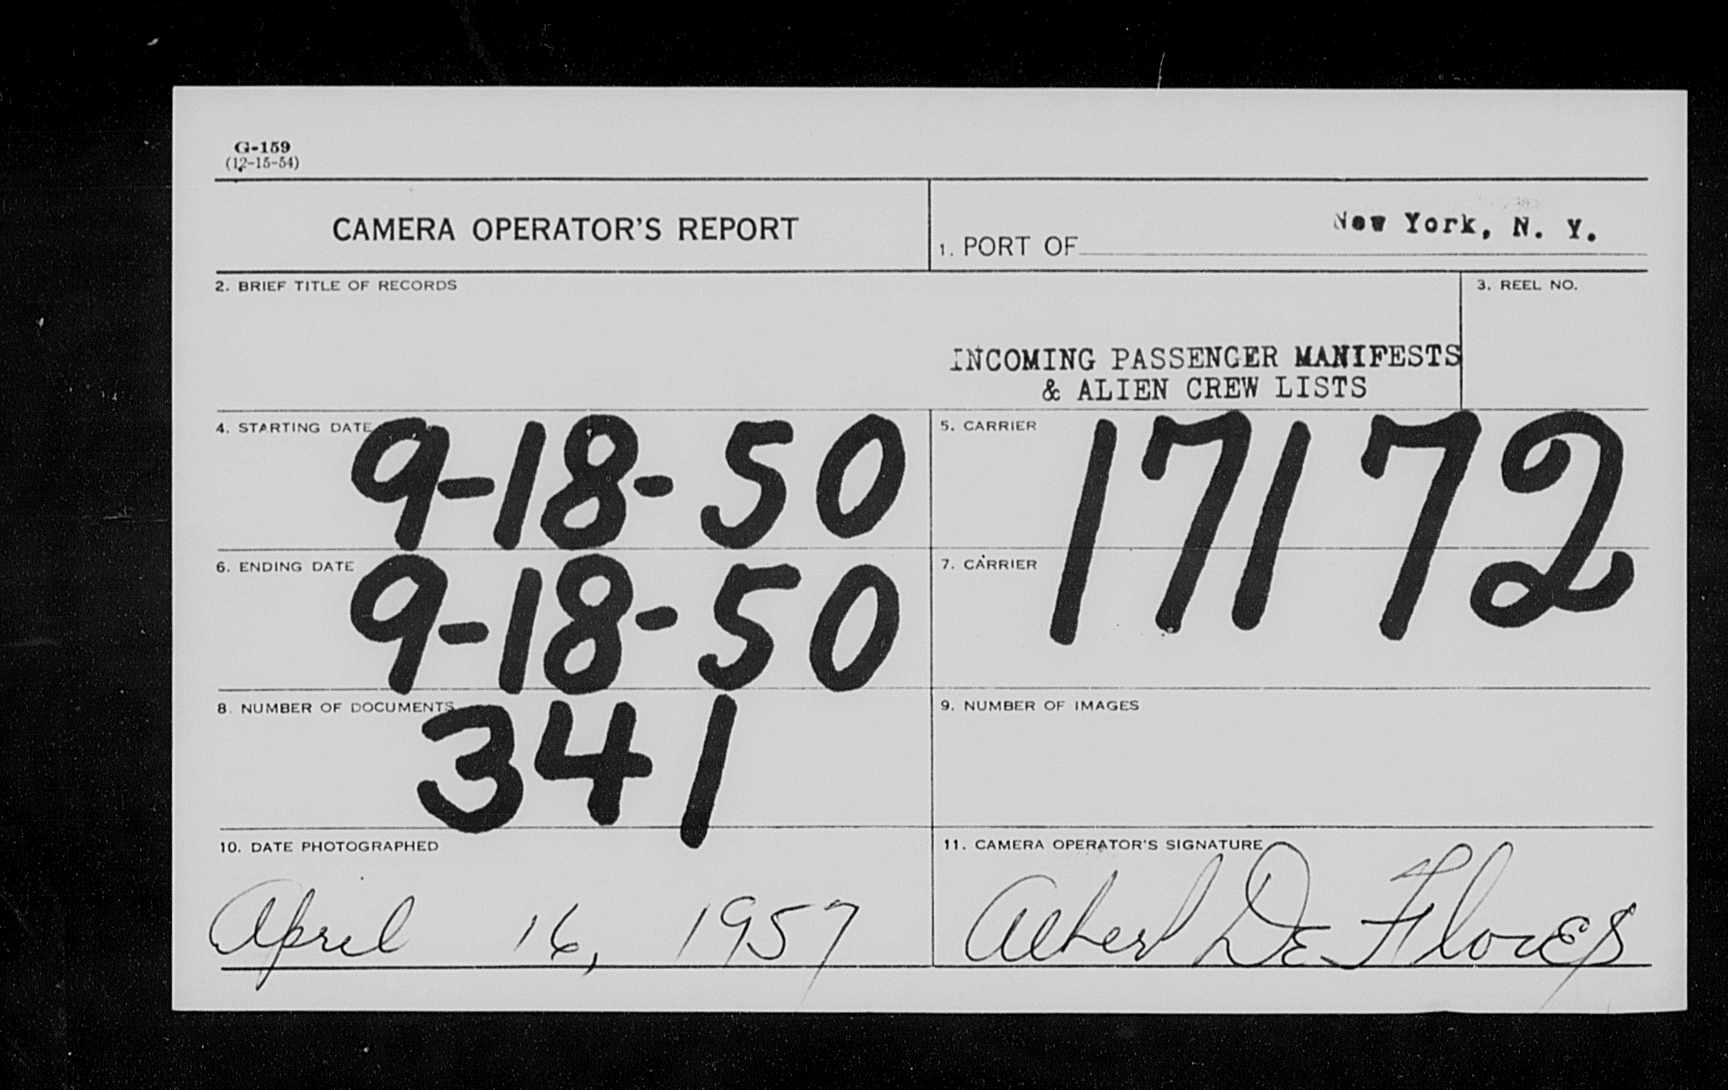 G-159
(12-15-54)
CAMERA OPERATOR'S REPORT
1. PORT OF New York, N. Y.
2. BRIEF TITLE OF RECORDS
3. REEL NO.
INCOMING PASSENGER MANIFESTS
& ALIEN CREW LISTS
4. STARTING DATE 9-18-50
5. CARRIER
17172
6. ENDING DATE 9-18-50
7. CARRIER
8. NUMBER OF DOCUMENTS 341
9. NUMBER OF IMAGES
10. DATE PHOTOGRAPHED
11. CAMERA OPERATOR'S SIGNATURE
April 16, 1957
Albert De Flores